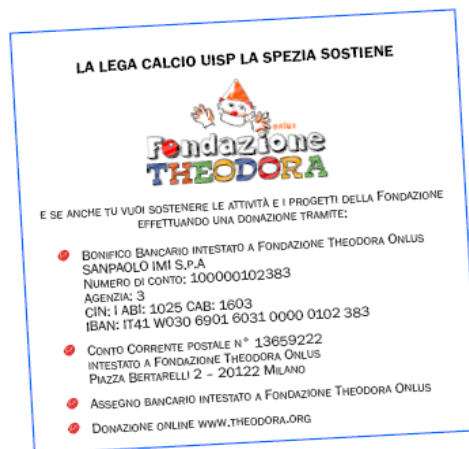 LA LEGA CALCIO UISP LA SPEZIA SOSTIENE
onlus
Fondazione
THEODORA
E SE ANCHE TU VUOI SOSTENERE LE ATTIVITÀ E I PROGETTI DELLA FONDAZIONE
EFFETTUANDO UNA DONAZIONE TRAMITE:
BONIFICO BANCARIO INTESTATO A FONDAZIONE THEODORA ONLUS
SANPAOLO IMI S.P.A
NUMERO DI CONTO: 100000102383
AGENZIA: 3
CIN: I ABI: 1025 CAB: 1603
IBAN: IT41 W030 6901 6031 0000 0102 383
CONTO CORRENTE POSTALE N° 13659222
INTESTATO A FONDAZIONE THEODORA ONLUS
PIAZZA BERTARELLI 2 – 20122 MILANO
ASSEGNO BANCARIO INTESTATO A FONDAZIONE THEODORA ONLUS
DONAZIONE ONLINE WWW.THEODORA.ORG